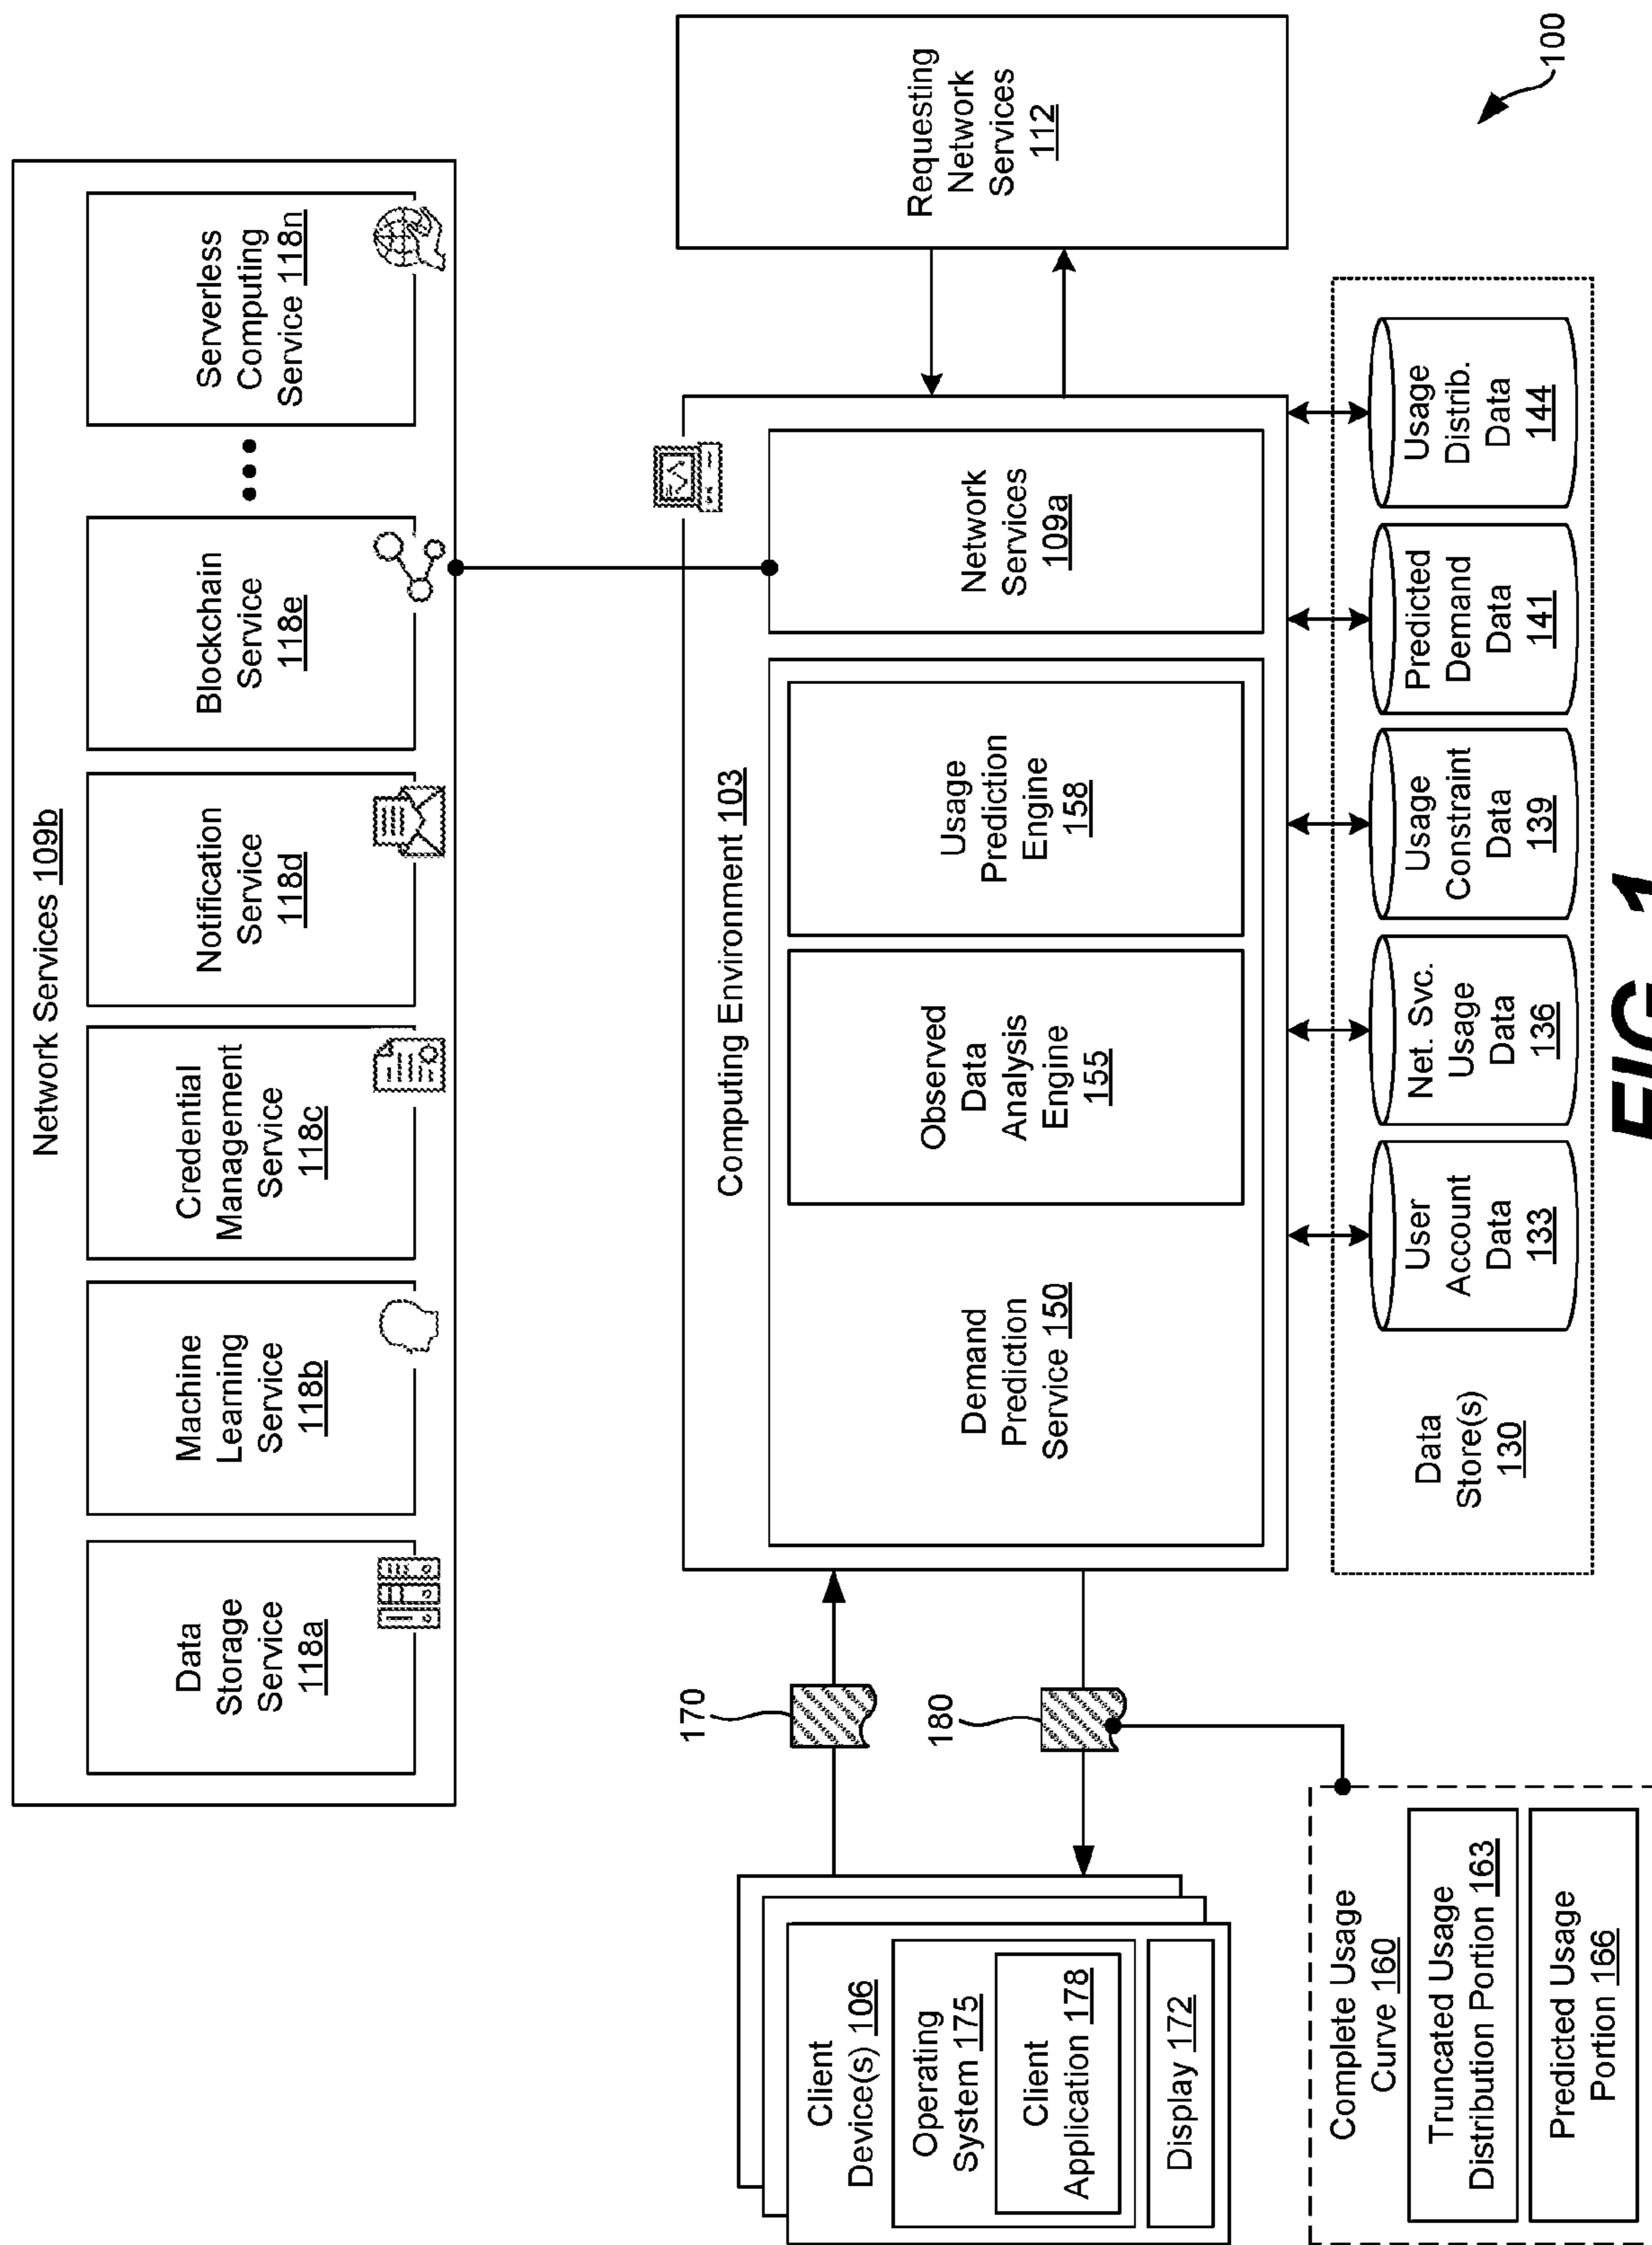 Network Services 109b
Data
Storage
Service
118a
Machine
Learning
Service
118b
Credential
Management
Service
118c
Notification
Service
118d
Blockchain
Service
118e
Serverless
Computing
Service 118n
Client
Device(s) 106
Operating
System 175
Client
Application 178
Display 172
170
180
Computing Environment 103
Demand
Prediction
Service 150
Observed
Data
Analysis
Engine
155
Usage
Prediction
Engine
158
Network
Services
109a
Requesting
Network
Services
112
Complete Usage
Curve 160
Truncated Usage
Distribution Portion 163
Predicted Usage
Portion 166
Data
Store(s)
130
User
Account
Data
133
Net. Svc.
Usage
Data
136
Usage
Constraint
Data
139
Predicted
Demand
Data
141
Usage
Distrib.
Data
144
100
FIG. 1